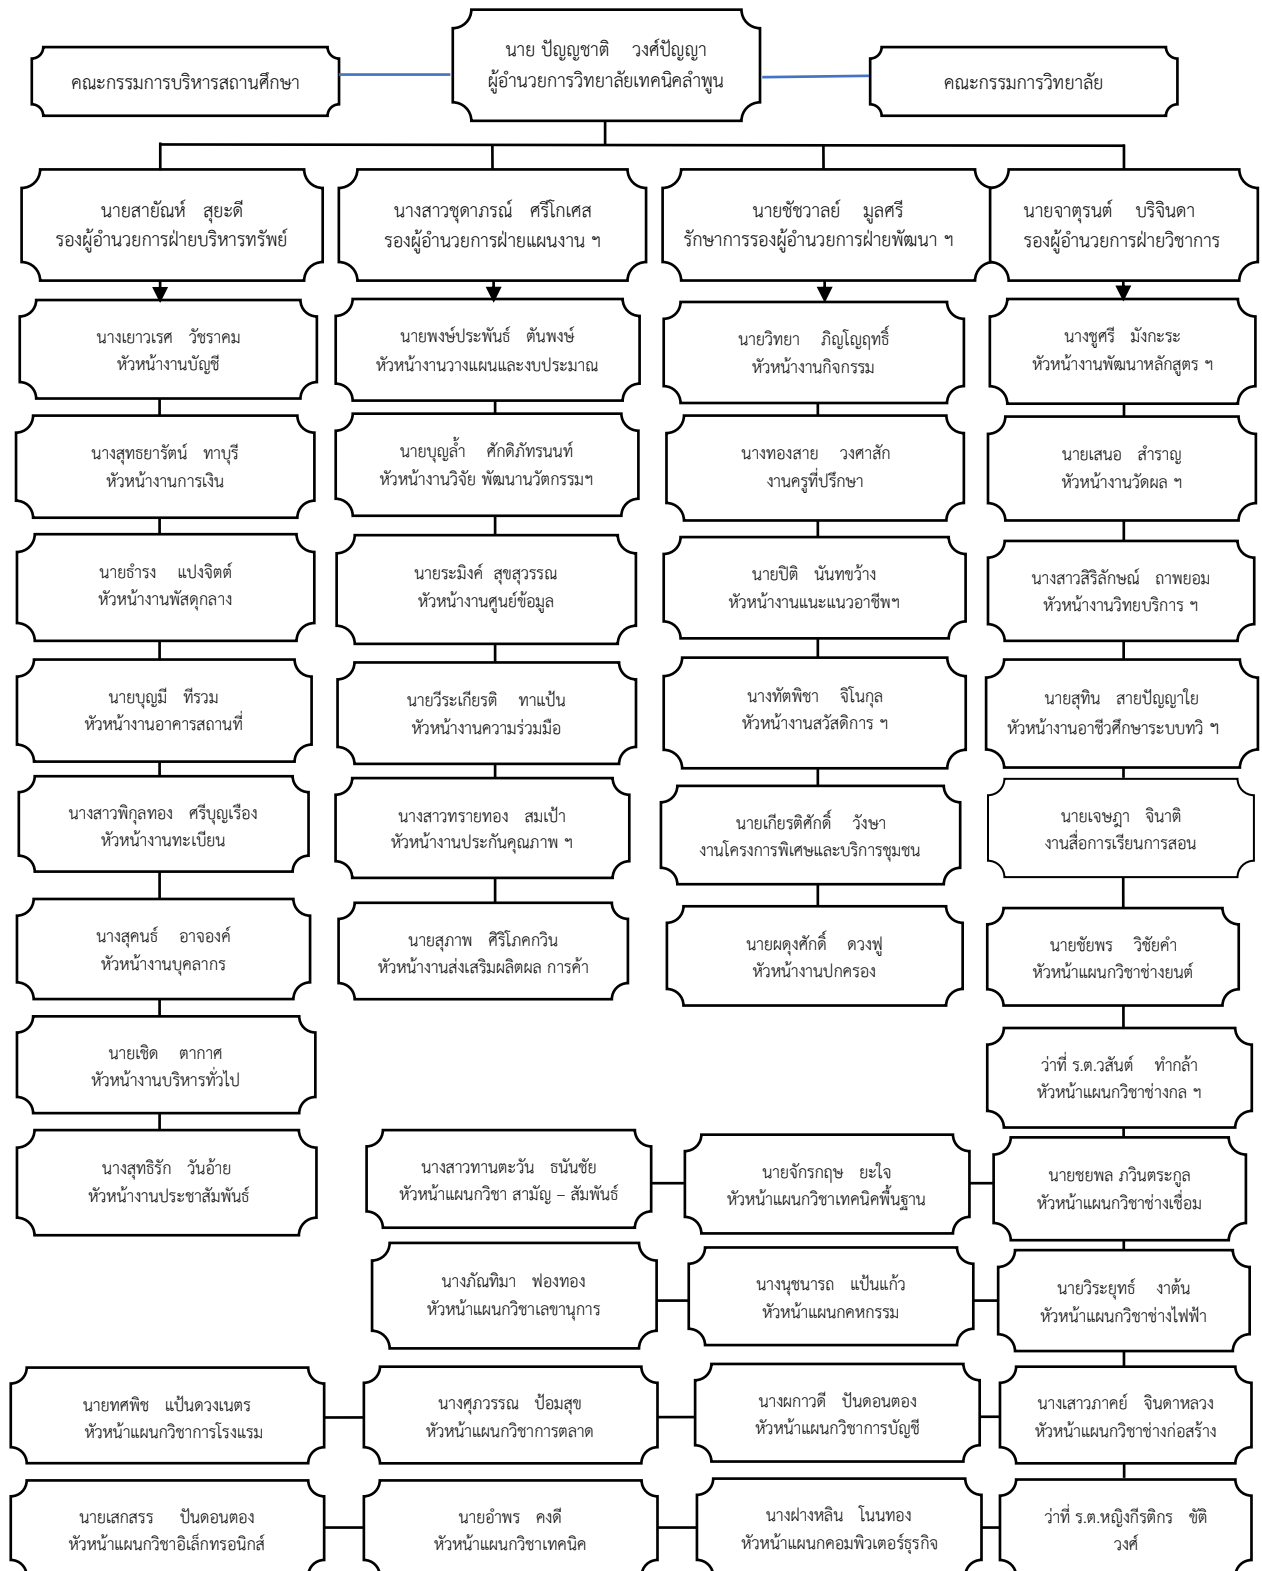 นาย ปัญญชาติ วงศ์ปัญญา
ผู้อำนวยการวิทยาลัยเทคนิคลำพูน
คณะกรรมการบริหารสถานศึกษา
คณะกรรมการวิทยาลัย
นายสายัณห์ สุยะดี
รองผู้อำนวยการฝ่ายบริหารทรัพย์
นางสาวชุดาภรณ์ ศรีโกเศส
รองผู้อำนวยการฝ่ายแผนงาน ฯ
นายชัชวาลย์ มูลศรี
รักษาการรองผู้อำนวยการฝ่ายพัฒนา ฯ
นายจาตุรนต์ บริจินดา
รองผู้อำนวยการฝ่ายวิชาการ
นางเยาวเรศ วัชราคม
หัวหน้างานบัญชี
นายพงษ์ประพันธ์ ตันพงษ์
หัวหน้างานวางแผนและงบประมาณ
นายวิทยา ภิญโญฤทธิ์
หัวหน้างานกิจกรรม
นางชูศรี มังกะระ
หัวหน้างานพัฒนาหลักสูตร ฯ
นางสุทธยารัตน์ ทาบุรี
หัวหน้างานการเงิน
นายบุญล้ำ ศักดิภัทรนนท์
หัวหน้างานวิจัย พัฒนานวัตกรรมฯ
นางทองสาย วงศาสัก
งานครูที่ปรึกษา
นายเสนอ สำราญ
หัวหน้างานวัดผล ฯ
นายธำรง แปงจิตต์
หัวหน้างานพัสดุกลาง
นายระมิงค์ สุขสุวรรณ
หัวหน้างานศูนย์ข้อมูล
นายปิติ นันทขว้าง
หัวหน้างานแนะแนวอาชีพฯ
นางสาวสิริลักษณ์ ถาพยอม
หัวหน้างานวิทยบริการ ฯ
นายบุญมี ทีรวม
หัวหน้างานอาคารสถานที่
นายวีระเกียรติ ทาแป้น
หัวหน้างานความร่วมมือ
นางทัตพิชา จิโนกุล
หัวหน้างานสวัสดิการ ฯ
นายสุทิน สายปัญญาใย
หัวหน้างานอาชีวศึกษาระบบทวิ ฯ
นางสาวพิกุลทอง ศรีบุญเรือง
หัวหน้างานทะเบียน
นางสาวทรายทอง สมเป้า
หัวหน้างานประกันคุณภาพ ฯ
นายเกียรติศักดิ์ วังษา
งานโครงการพิเศษและบริการชุมชน
นายเจษฎา จินาติ
งานสื่อการเรียนการสอน
นางสุคนธ์ อาจองค์
หัวหน้างานบุคลากร
นายสุภาพ ศิริโภคกวิน
หัวหน้างานส่งเสริมผลิตผล การค้า
นายผดุงศักดิ์ ดวงฟู
หัวหน้างานปกครอง
นายชัยพร วิชัยคำ
หัวหน้าแผนกวิชาช่างยนต์
นายเชิด ตากาศ
หัวหน้างานบริหารทั่วไป
ว่าที่ ร.ต.วสันต์ ทำกล้า
หัวหน้าแผนกวิชาช่างกล ฯ
นางสุทธิรัก วันอ้าย
หัวหน้างานประชาสัมพันธ์
นางสาวทานตะวัน ธนันชัย
หัวหน้าแผนกวิชา สามัญ – สัมพันธ์
นายจักรกฤษ ยะใจ
หัวหน้าแผนกวิชาเทคนิคพื้นฐาน
นายชยพล ภวินตระกูล
หัวหน้าแผนกวิชาช่างเชื่อม
นางภัณทิมา ฟองทอง
หัวหน้าแผนกวิชาเลขานุการ
นางนุชนารถ แป้นแก้ว
หัวหน้าแผนกคหกรรม
นายวิระยุทธ์ งาต้น
หัวหน้าแผนกวิชาช่างไฟฟ้า
นายทศพิช แป้นดวงเนตร
หัวหน้าแผนกวิชาการโรงแรม
นางศุภวรรณ ป้อมสุข
หัวหน้าแผนกวิชาการตลาด
นางผกาวดี ปันดอนตอง
หัวหน้าแผนกวิชาการบัญชี
นางเสาวภาคย์ จินดาหลวง
หัวหน้าแผนกวิชาช่างก่อสร้าง
นายเสกสรร ปันดอนตอง
หัวหน้าแผนกวิชาอิเล็กทรอนิกส์
นายอำพร คงดี
หัวหน้าแผนกวิชาเทคนิค
นางฝางหลิน โนนทอง
หัวหน้าแผนกคอมพิวเตอร์ธุรกิจ
ว่าที่ ร.ต.หญิงกีรติกร ขัติ
วงศ์